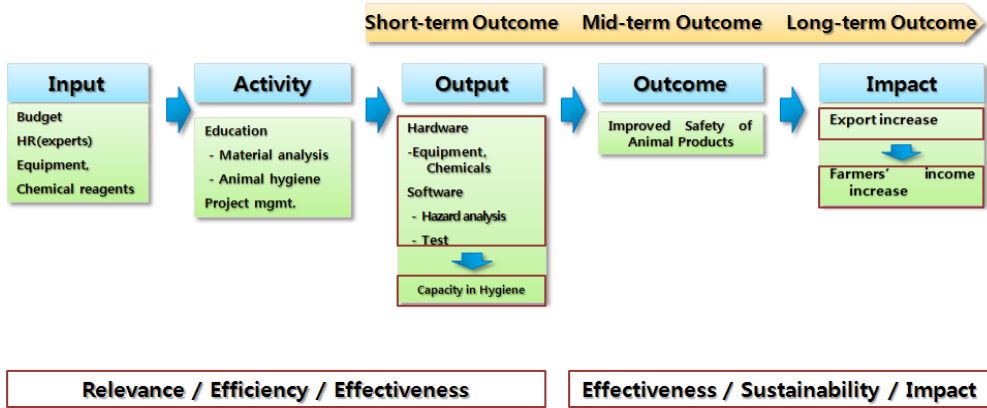 Short-term Outcome Mid-term Outcome Long-term Outcome
Input
Budget
HR(experts)
Equipment,
Chemical reagents
Activity
Education
- Material analysis
- Animal hygiene
Project mgmt.
Output
Hardware
-Equipment,
Chemicals
Software
- Hazard analysis
- Test
Capacity in Hygiene
Outcome
Improved Safety of
Animal Products
Impact
Export increase
Farmers' income
increase
Relevance / Efficiency / Effectiveness
Effectiveness / Sustainability / Impact